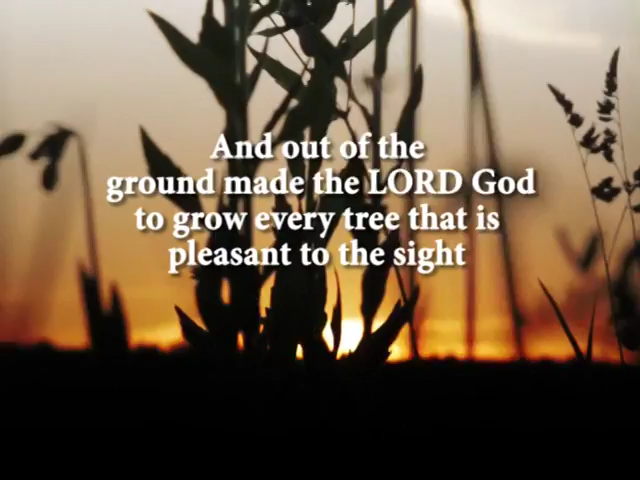 And out of the
ground made the LORD God
to grow every tree that is
pleasant to the sight